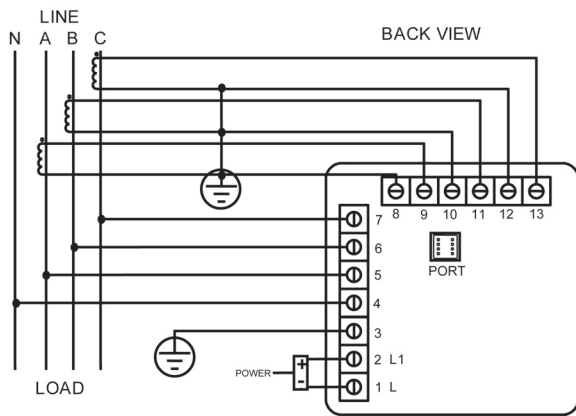 LINE
N A B C
BACK VIEW
8 9 10 11 12 13
7
6
PORT
5
4
3
2 L1
POWER + -
1 L
LOAD